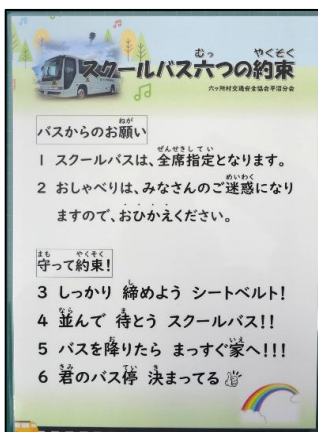 スクールバス六つの約束
六ヶ所村交通安全協会平沼分会
バスからのお願い
1 スクールバスは、全席指定となります。
2 おしゃべりは、みなさんのご迷惑になり
ますので、おひかえください。
守って約束!
3 しっかり 締めよう シートベルト!
4 並んで 待とう スクールバス!!
5 バスを降りたら まっすぐ家へ!!!
6 君のバス停 決まってる